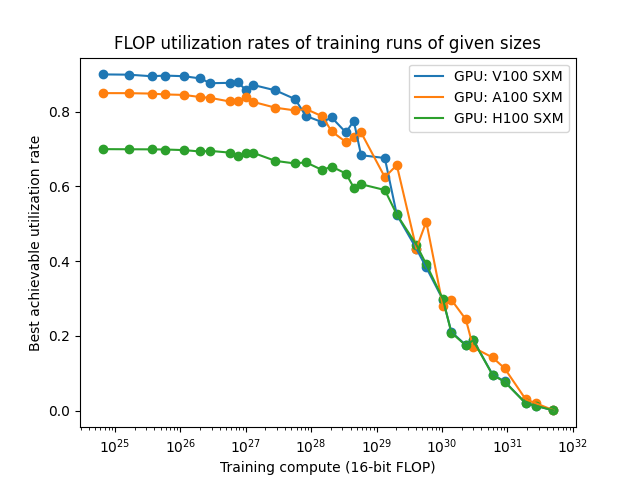 FLOP utilization rates of training runs of given sizes
GPU: V100 SXM
GPU: A100 SXM
GPU: H100 SXM
Best achievable utilization rate
0.8
0.6
0.4
0.2
0.0
10^25 10^26 10^27 10^28 10^29 10^30 10^31 10^32
Training compute (16-bit FLOP)